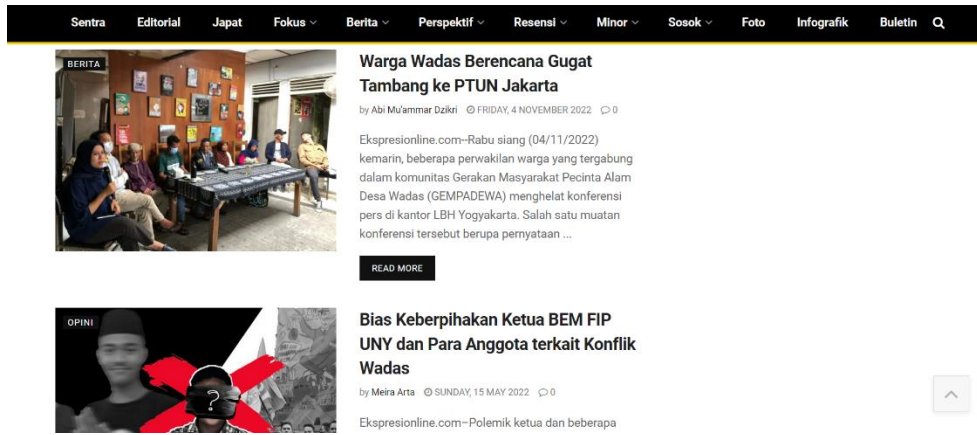 Sentra Editorial Japat Fokus Berita Perspektif Resensi Minor Sosok Foto Infografik Buletin
BERITA
Warga Wadas Berencana Gugat
Tambang ke PTUN Jakarta
by Abi Mu'ammar Dzikri FRIDAY, 4 NOVEMBER 2022 0
Ekspresionline.com--Rabu siang (04/11/2022)
kemarin, beberapa perwakilan warga yang tergabung
dalam komunitas Gerakan Masyarakat Pecinta Alam
Desa Wadas (GEMPADEWA) menghelat konferensi
pers di kantor LBH Yogyakarta. Salah satu muatan
konferensi tersebut berupa pernyataan ...
READ MORE
OPINI
?
Bias Keberpihakan Ketua BEM FIP
UNY dan Para Anggota terkait Konflik
Wadas
by Meira Arta SUNDAY, 15 MAY 2022 0
Ekspresionline.com–Polemik ketua dan beberapa